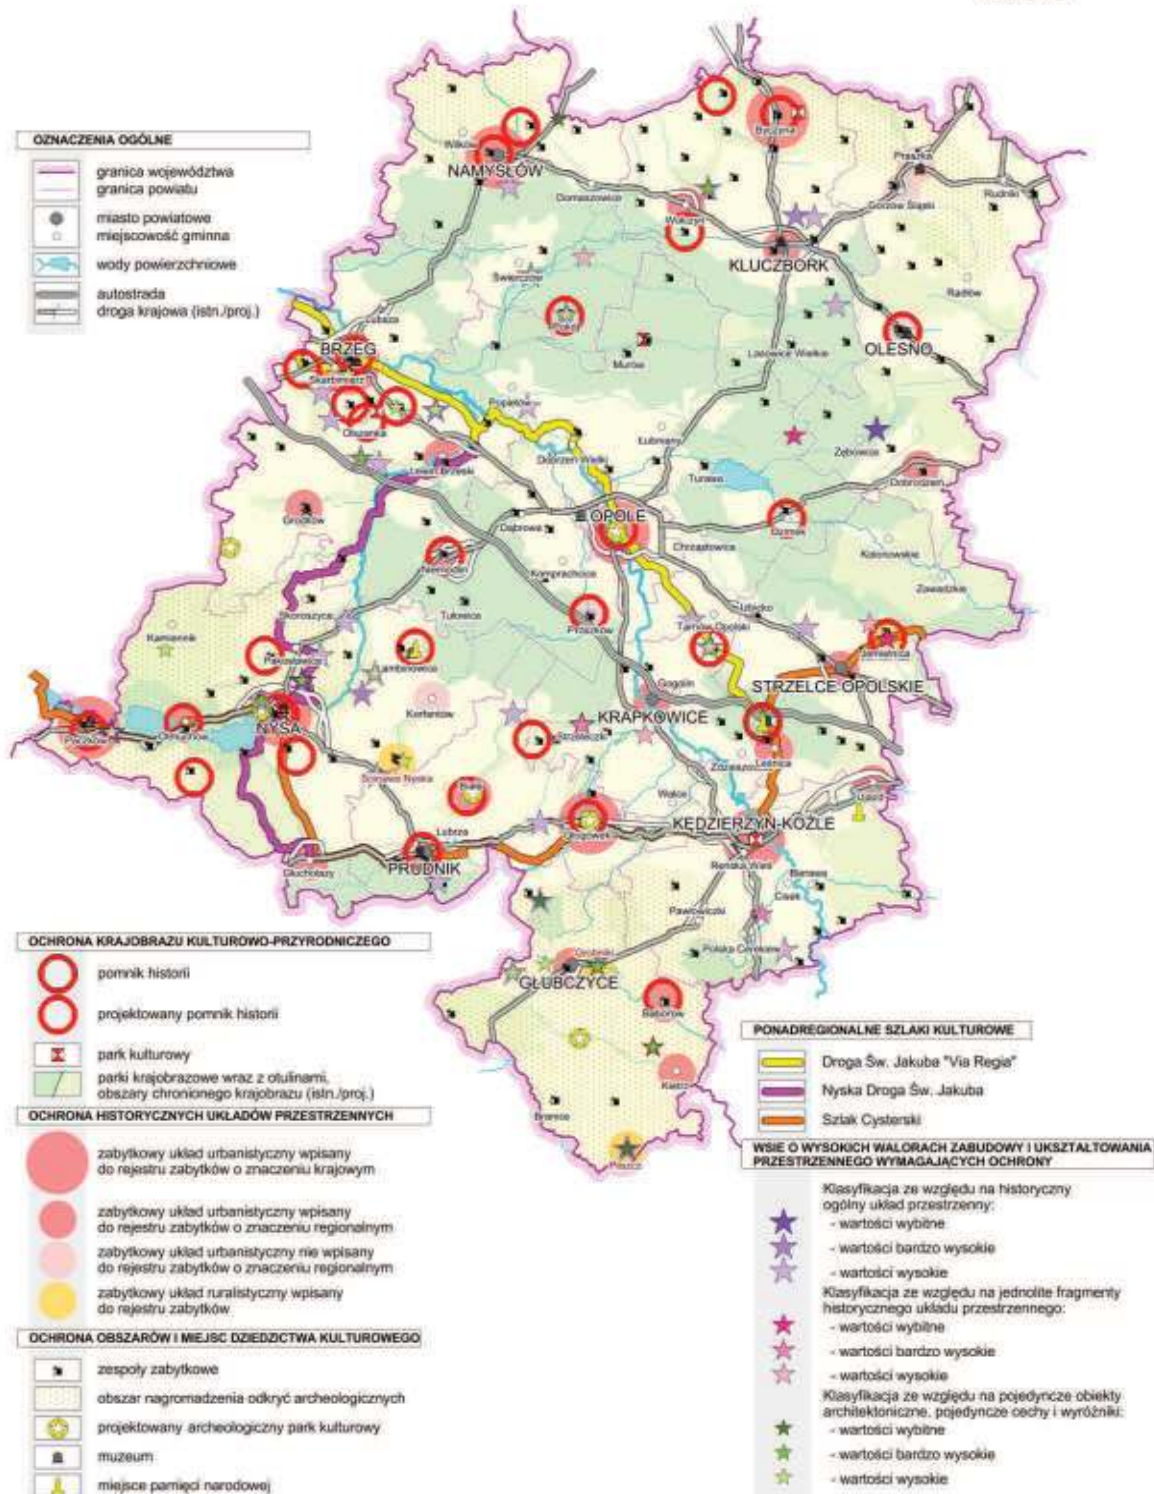 OZNACZENIA OGÓLNE
granica województwa
granica powiatu
miasto powiatowe
miejscowość gminna
wody powierzchniowe
autostrada
droga krajowa (istn./proj.)
Byczyna
Wilków
NAMYSŁÓW
Praszka
Rudniki
Domaszowice
Gorzów Śląski
Wołczyn
KLUCZBORK
Świerczów
Radłów
Lubsza
Pokój
BRZEG
Skarbimierz
Murów
Lasowice Wielkie
OLESNO
Olszanka
Popielów
Łubniany
Zębowice
Lewin Brzeski
Dobrzeń Wielki
Turawa
Dobrodzień
Grodków
Dąbrowa
OPOLE
Ozimek
Chrząstowice
Kolonowskie
Niemodlin
Komprachcice
Zawadzkie
Tułowice
Skoroszyce
Prószków
Tarnów Opolski
Izbicko
Kamiennik
Pakosławice
Łambinowice
Jemielnica
Gogolin
STRZELCE OPOLSKIE
Korfantów
KRAPKOWICE
Paczków
Otmuchów
NYSA
Strzeleczki
Zdzieszowice
Leśnica
Ścinawa Nyska
Biała
Walce
Ujazd
Głogówek
KĘDZIERZYN-KOŹLE
Lubrza
Głuchołazy
PRUDNIK
Reńska Wieś
Bierawa
Cisek
Pawłowiczki
Polska Cerekiew
Grobniki
GŁUBCZYCE
Baborów
Kietrz
Branice
Pilszcz
OCHRONA KRAJOBRAZU KULTUROWO-PRZYRODNICZEGO
pomnik historii
projektowany pomnik historii
park kulturowy
parki krajobrazowe wraz z otulinami,
obszary chronionego krajobrazu (istn./proj.)
OCHRONA HISTORYCZNYCH UKŁADÓW PRZESTRZENNYCH
zabytkowy układ urbanistyczny wpisany
do rejestru zabytków o znaczeniu krajowym
zabytkowy układ urbanistyczny wpisany
do rejestru zabytków o znaczeniu regionalnym
zabytkowy układ urbanistyczny nie wpisany
do rejestru zabytków o znaczeniu regionalnym
zabytkowy układ ruralistyczny wpisany
do rejestru zabytków
OCHRONA OBSZARÓW I MIEJSC DZIEDZICTWA KULTUROWEGO
zespoły zabytkowe
obszar nagromadzenia odkryć archeologicznych
projektowany archeologiczny park kulturowy
muzeum
miejsce pamięci narodowej
PONADREGIONALNE SZLAKI KULTUROWE
Droga Św. Jakuba "Via Regia"
Nyska Droga Św. Jakuba
Szlak Cysterski
WSIE O WYSOKICH WALORACH ZABUDOWY I UKSZTAŁTOWANIA
PRZESTRZENNEGO WYMAGAJĄCYCH OCHRONY
Klasyfikacja ze względu na historyczny
ogólny układ przestrzenny:
- wartości wybitne
- wartości bardzo wysokie
- wartości wysokie
Klasyfikacja ze względu na jednolite fragmenty
historycznego układu przestrzennego:
- wartości wybitne
- wartości bardzo wysokie
- wartości wysokie
Klasyfikacja ze względu na pojedyncze obiekty
architektoniczne, pojedyncze cechy i wyróżniki:
- wartości wybitne
- wartości bardzo wysokie
- wartości wysokie